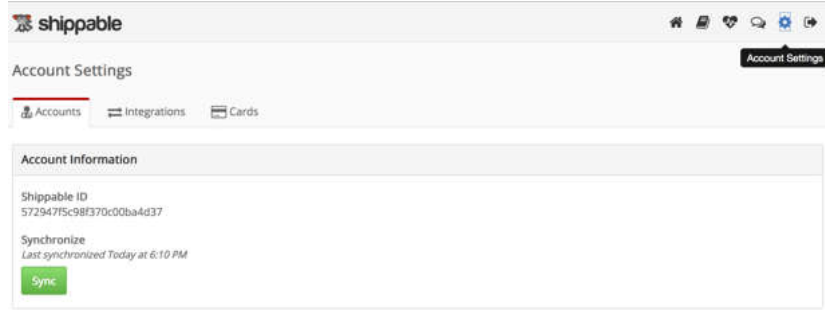 shippable
Account Settings
Account Settings
Accounts Integrations Cards
Account Information
Shippable ID
572947f5c98f370c00ba4d37
Synchronize
Last synchronized Today at 6:10 PM
Sync